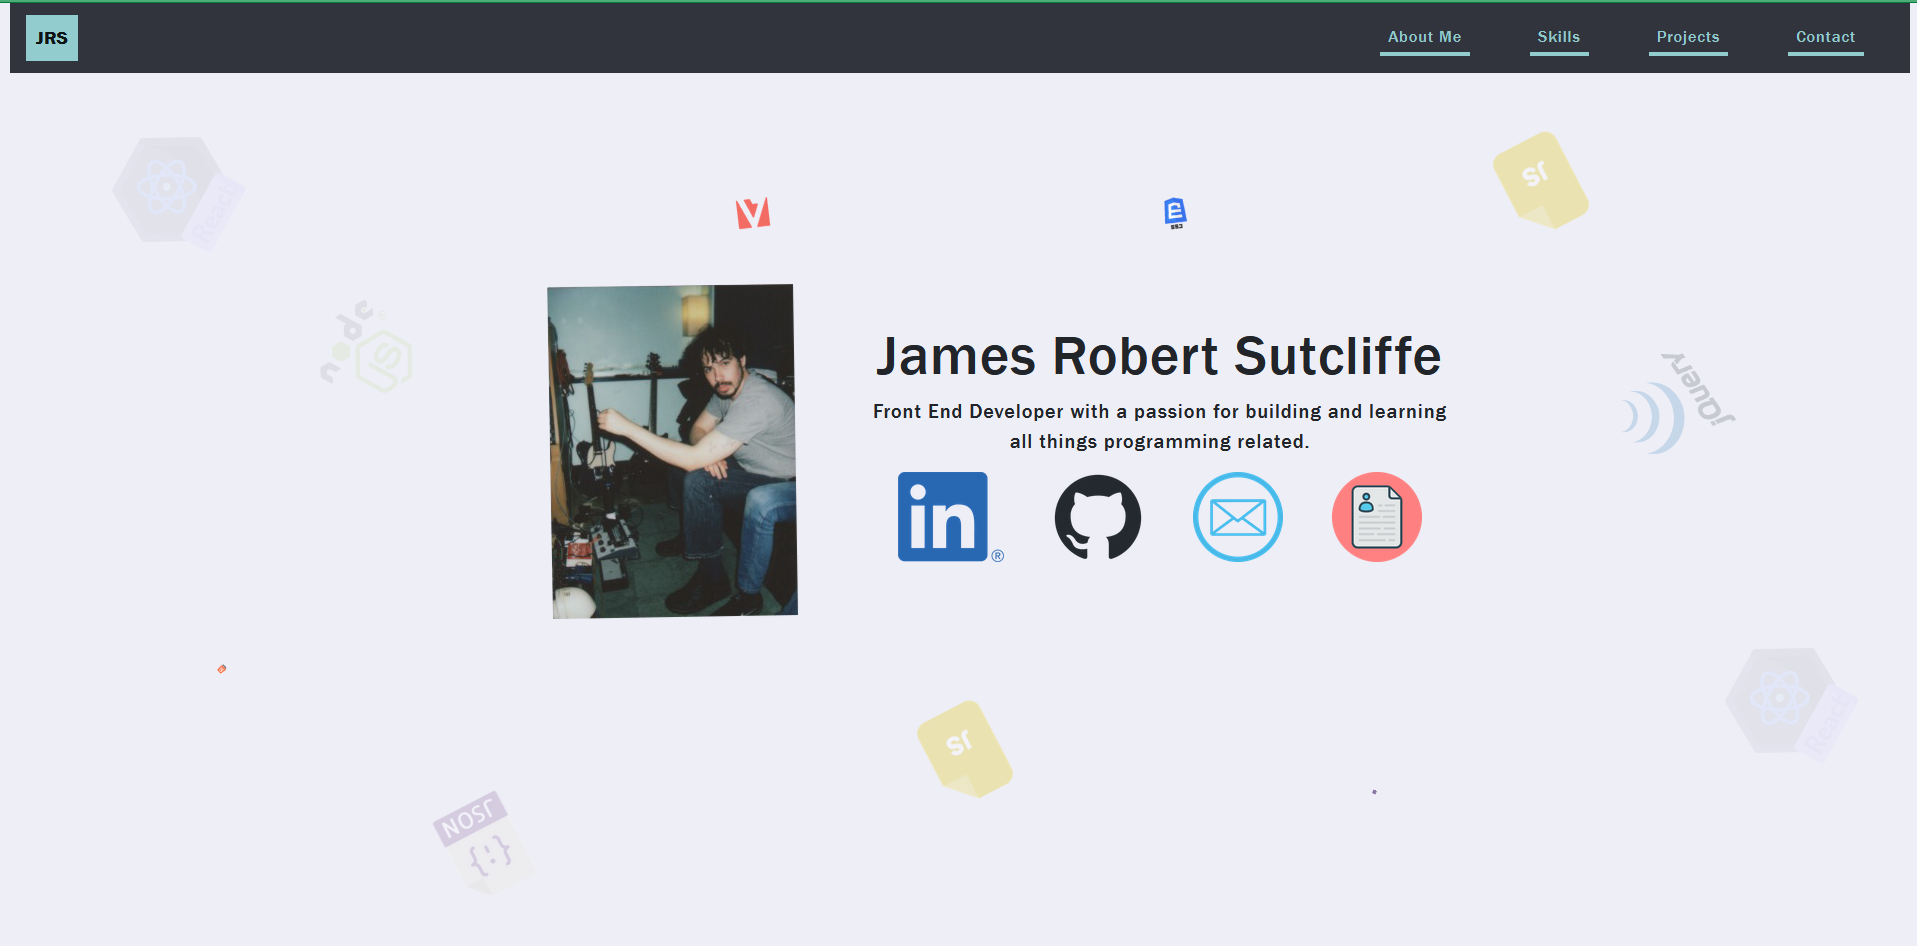 JRS
About Me
Skills
Projects
Contact
React
JS
node
JS
jQuery
James Robert Sutcliffe
Front End Developer with a passion for building and learning
all things programming related.
in
®
React
JS
JSON
{:}